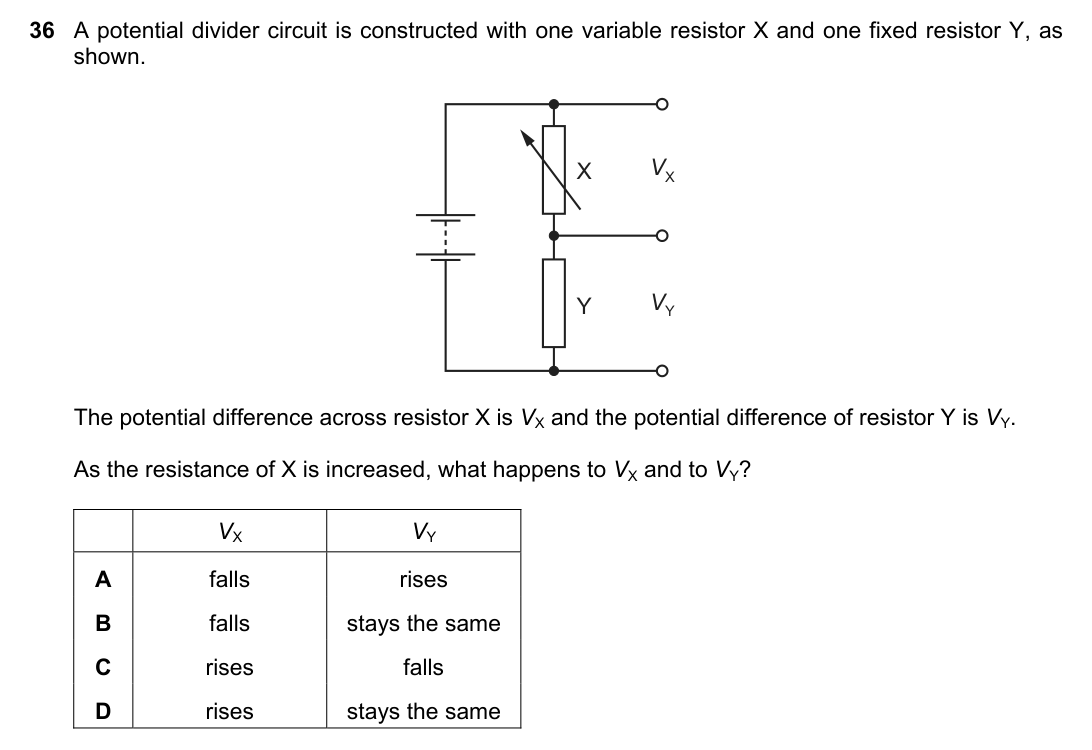 36 A potential divider circuit is constructed with one variable resistor X and one fixed resistor Y, as
shown.
X
VX
Y
VY
The potential difference across resistor X is VX and the potential difference of resistor Y is VY.
As the resistance of X is increased, what happens to VX and to VY?
VX VY
A falls rises
B falls stays the same
C rises falls
D rises stays the same